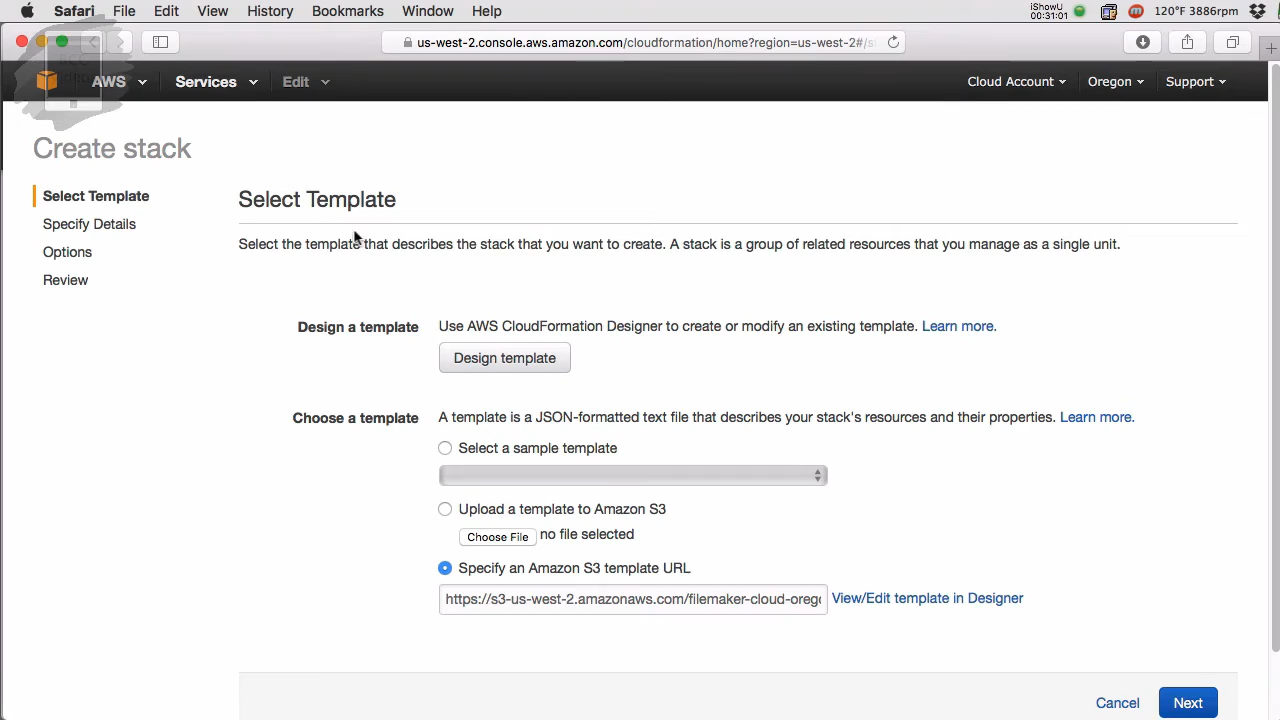 Safari File Edit View History Bookmarks Window Help
iShowU
00:31:01
120°F 3886rpm
us-west-2.console.aws.amazon.com/cloudformation/home?region=us-west-2#/s
AWS Services Edit Cloud Account Oregon Support
Create stack
Select Template
Specify Details
Options
Review
Select Template
Select the template that describes the stack that you want to create. A stack is a group of related resources that you manage as a single unit.
Design a template
Use AWS CloudFormation Designer to create or modify an existing template. Learn more.
Design template
Choose a template
A template is a JSON-formatted text file that describes your stack's resources and their properties. Learn more.
Select a sample template
Upload a template to Amazon S3
Choose File no file selected
Specify an Amazon S3 template URL
https://s3-us-west-2.amazonaws.com/filemaker-cloud-orego View/Edit template in Designer
Cancel Next